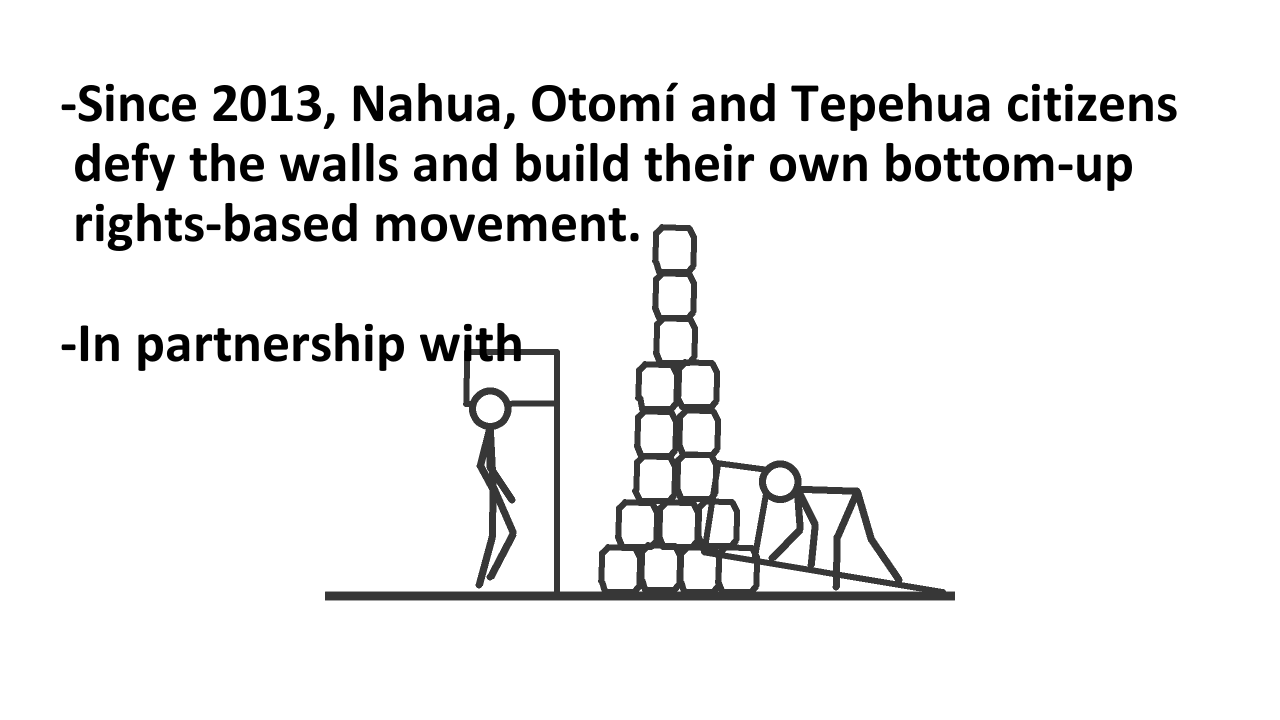 -Since 2013, Nahua, Otomí and Tepehua citizens
defy the walls and build their own bottom-up
rights-based movement.
-In partnership with